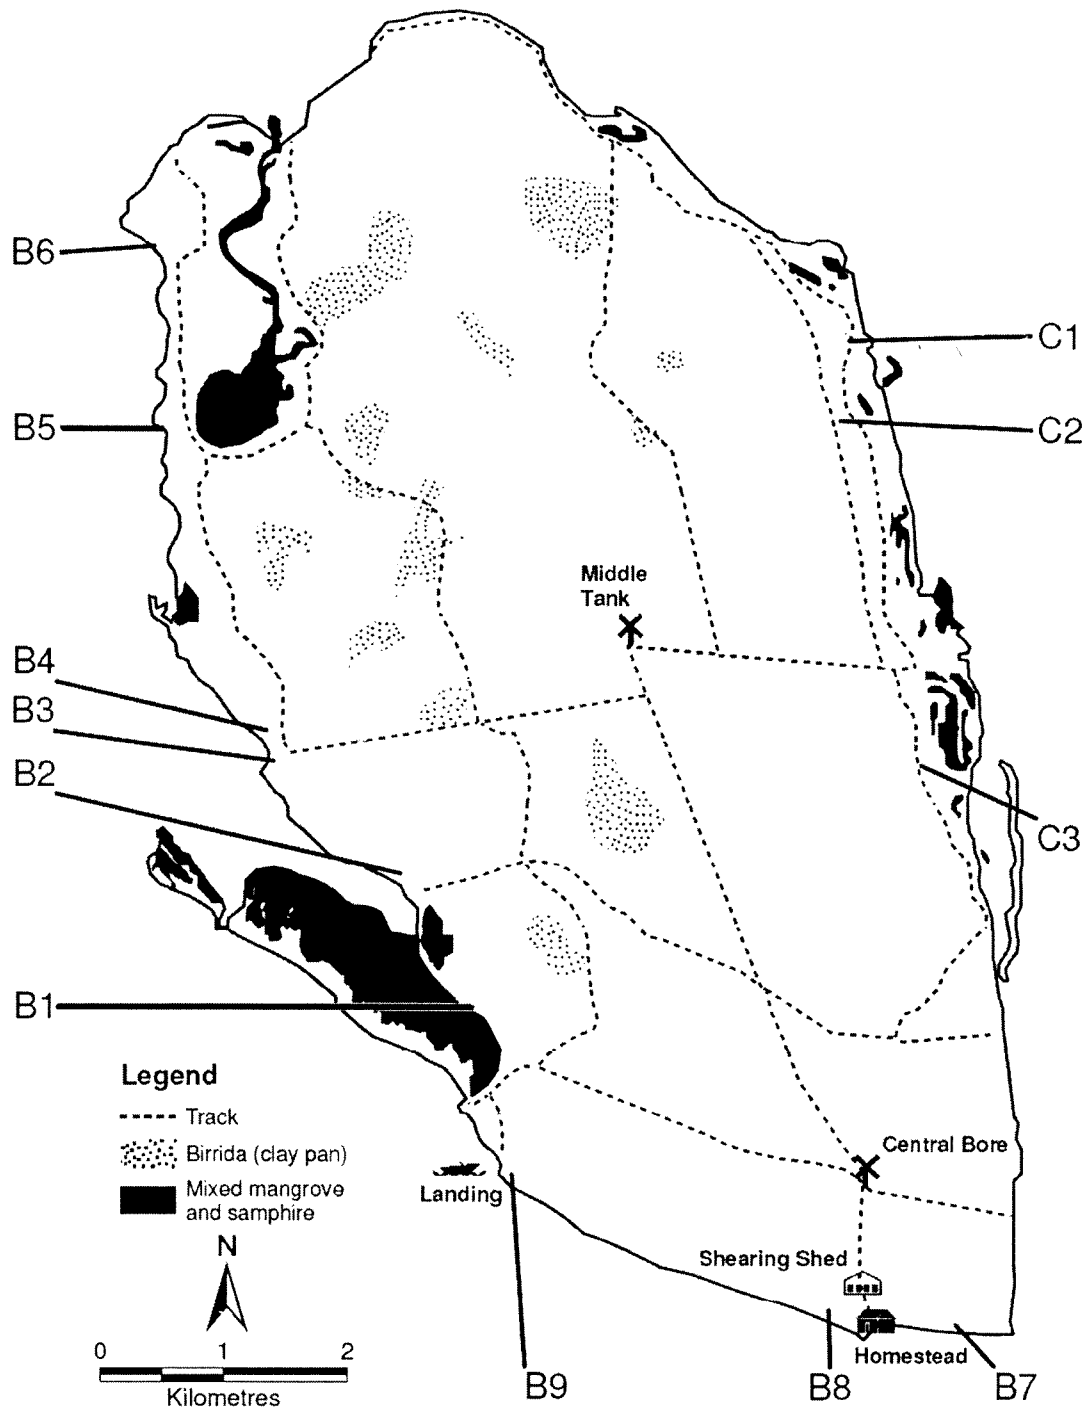 B6
C1
B5
C2
Middle
Tank
B4
B3
B2
C3
B1
Legend
Track
Birrida (clay pan)
Mixed mangrove
and samphire
Central Bore
Landing
N
Shearing Shed
0 1 2
Kilometres
Homestead
B9
B8
B7